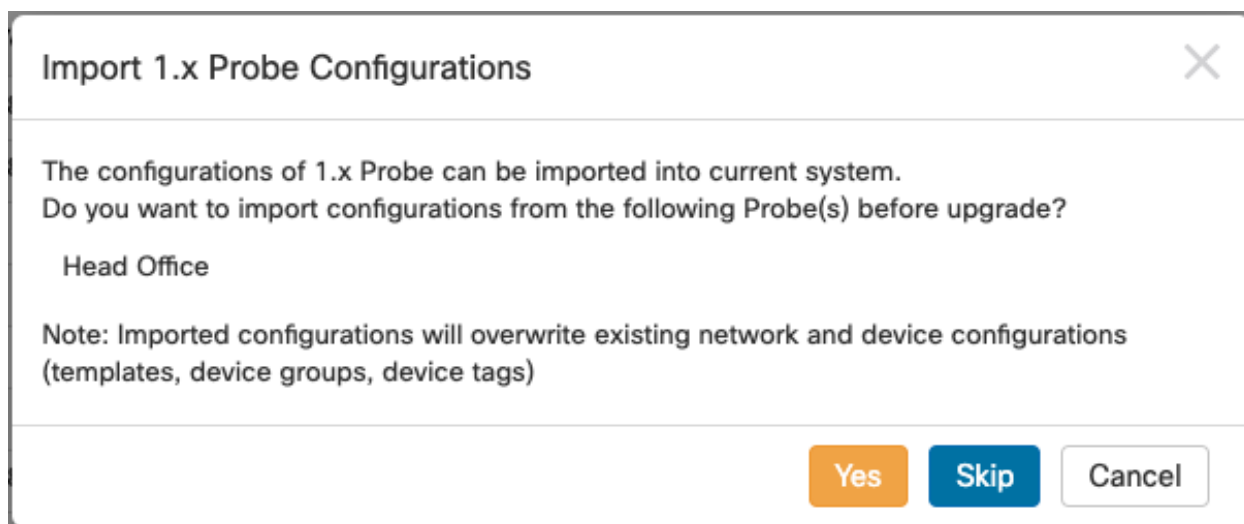 Import 1.x Probe Configurations
The configurations of 1.x Probe can be imported into current system.
Do you want to import configurations from the following Probe(s) before upgrade?
Head Office
Note: Imported configurations will overwrite existing network and device configurations
(templates, device groups, device tags)
Yes Skip Cancel